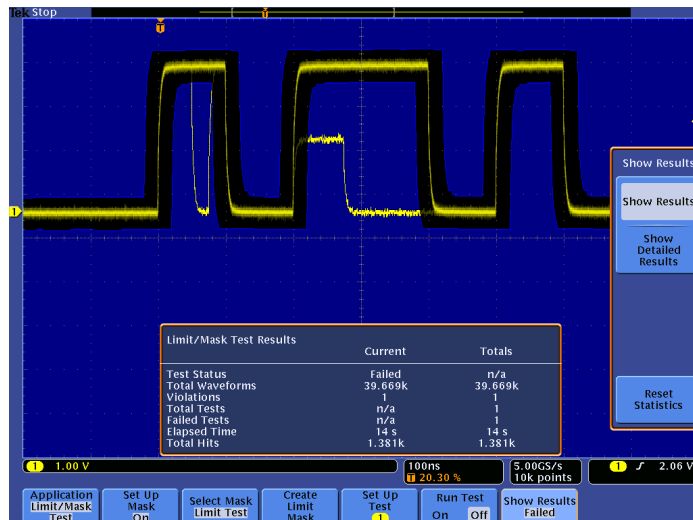 Tek Stop
T
T
1
Show Results
Show Results
Show
Detailed
Results
Reset
Statistics
Limit/Mask Test Results
Current Totals
Test Status Failed n/a
Total Waveforms 39.669k 39.669k
Violations 1 1
Total Tests n/a 1
Failed Tests n/a 1
Elapsed Time 14 s 14 s
Total Hits 1.381k 1.381k
1 1.00 V
100ns
T 20.30 %
5.00GS/s
10k points
1 2.06 V
Application
Limit/Mask
Test
Set Up
Mask
On
Select Mask
Limit Test
Create
Limit
Mask
Set Up
Test
1
Run Test
On Off
Show Results
Failed